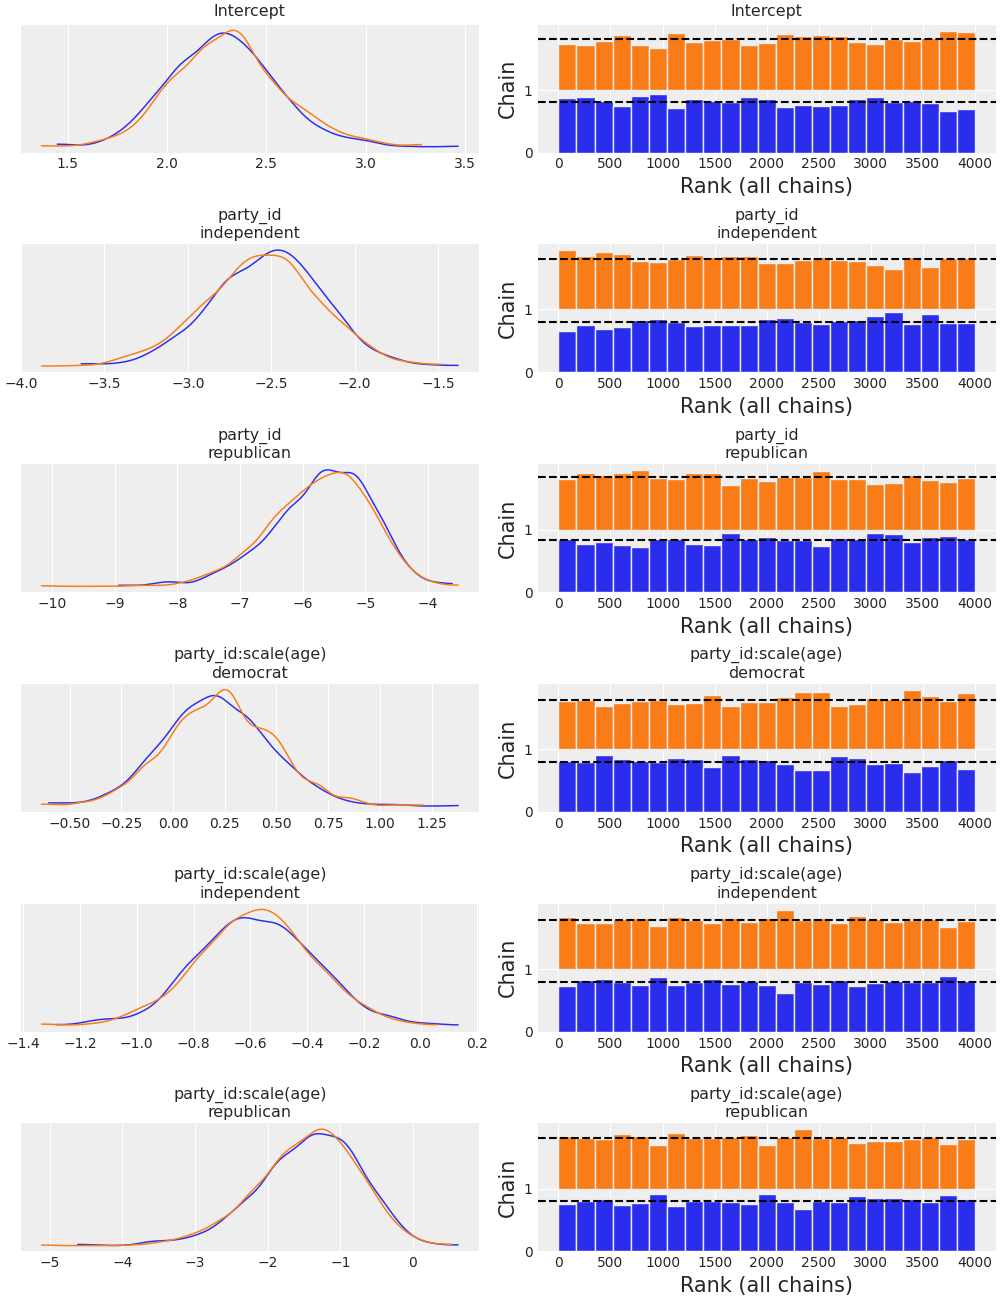 Intercept
Intercept
Chain
1
0
1.5 2.0 2.5 3.0 3.5
0 500 1000 1500 2000 2500 3000 3500 4000
Rank (all chains)
party_id
independent
party_id
independent
Chain
1
0
−4.0 −3.5 −3.0 −2.5 −2.0 −1.5
0 500 1000 1500 2000 2500 3000 3500 4000
Rank (all chains)
party_id
republican
party_id
republican
Chain
1
0
−10 −9 −8 −7 −6 −5 −4
0 500 1000 1500 2000 2500 3000 3500 4000
Rank (all chains)
party_id:scale(age)
democrat
party_id:scale(age)
democrat
Chain
1
0
−0.50 −0.25 0.00 0.25 0.50 0.75 1.00 1.25
0 500 1000 1500 2000 2500 3000 3500 4000
Rank (all chains)
party_id:scale(age)
independent
party_id:scale(age)
independent
Chain
1
0
−1.4 −1.2 −1.0 −0.8 −0.6 −0.4 −0.2 0.0 0.2
0 500 1000 1500 2000 2500 3000 3500 4000
Rank (all chains)
party_id:scale(age)
republican
party_id:scale(age)
republican
Chain
1
0
−5 −4 −3 −2 −1 0
0 500 1000 1500 2000 2500 3000 3500 4000
Rank (all chains)